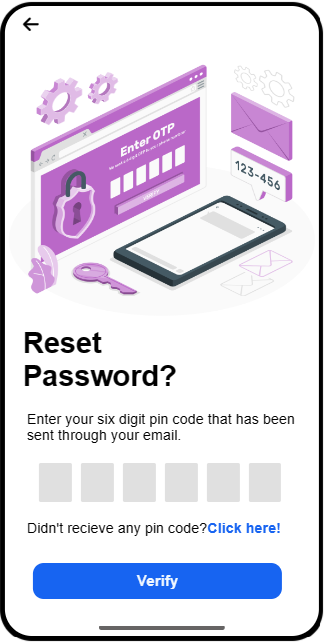 Enter OTP
VERIFY
123-456
Reset
Password?
Enter your six digit pin code that has been
sent through your email.
Didn't recieve any pin code?Click here!
Verify